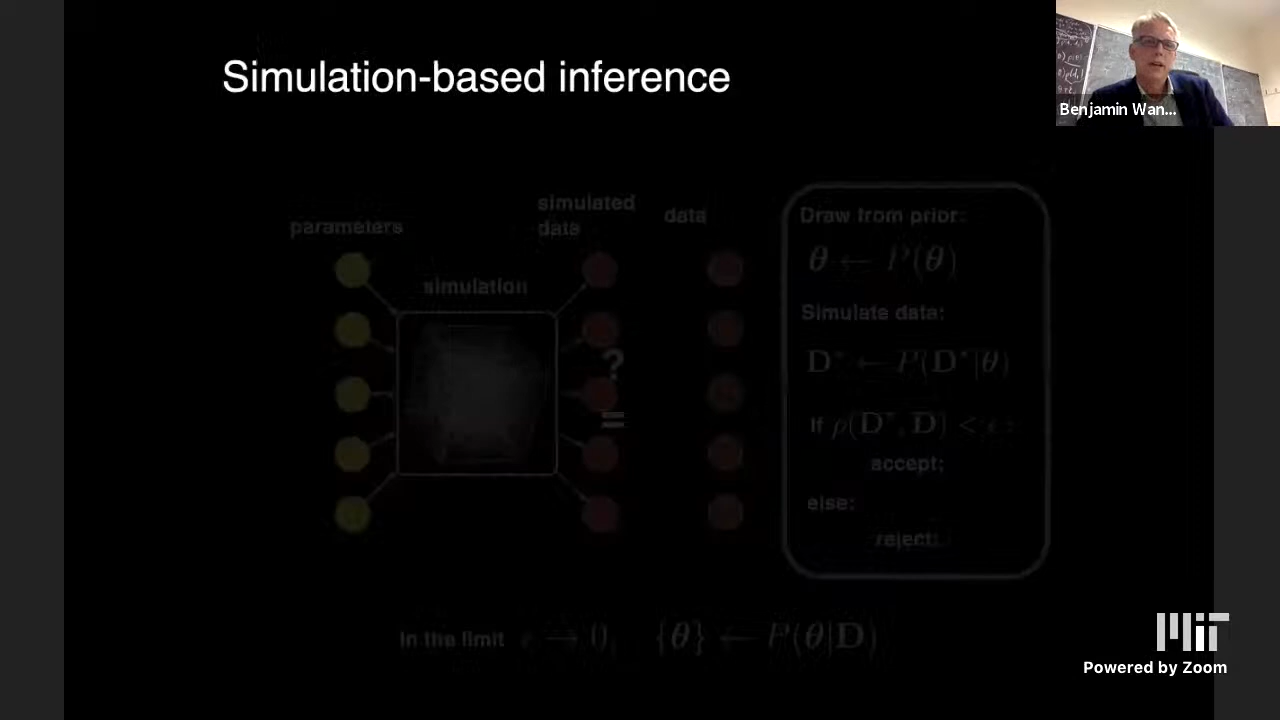 Simulation-based inference
Benjamin Wan...
parameters
simulated
data
data
simulation
?
=
Draw from prior:
θ ← P(θ)
Simulate data:
D* ← P(D*|θ)
If ρ(D*, D) < ε
accept;
else:
reject;
In the limit ε → 0, {θ} ← P(θ|D)
MIT
Powered by Zoom